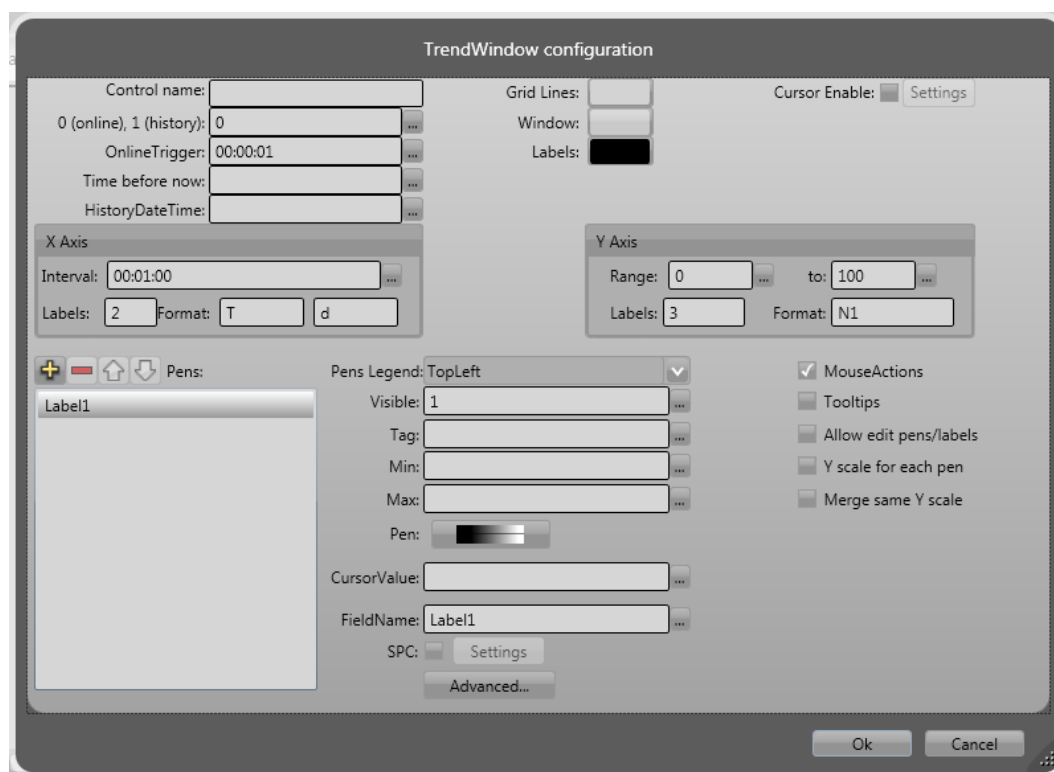 TrendWindow configuration
Control name:
Grid Lines:
Cursor Enable: Settings
0 (online), 1 (history): 0 ...
Window:
OnlineTrigger: 00:00:01 ...
Labels:
Time before now: ...
HistoryDateTime: ...
X Axis
Interval: 00:01:00 ...
Labels: 2 Format: T d
Y Axis
Range: 0 ... to: 100 ...
Labels: 3 Format: N1
Pens:
Label1
Pens Legend: TopLeft
Visible: 1 ...
Tag: ...
Min: ...
Max: ...
Pen:
CursorValue: ...
FieldName: Label1 ...
SPC: Settings
Advanced...
MouseActions
Tooltips
Allow edit pens/labels
Y scale for each pen
Merge same Y scale
Ok Cancel